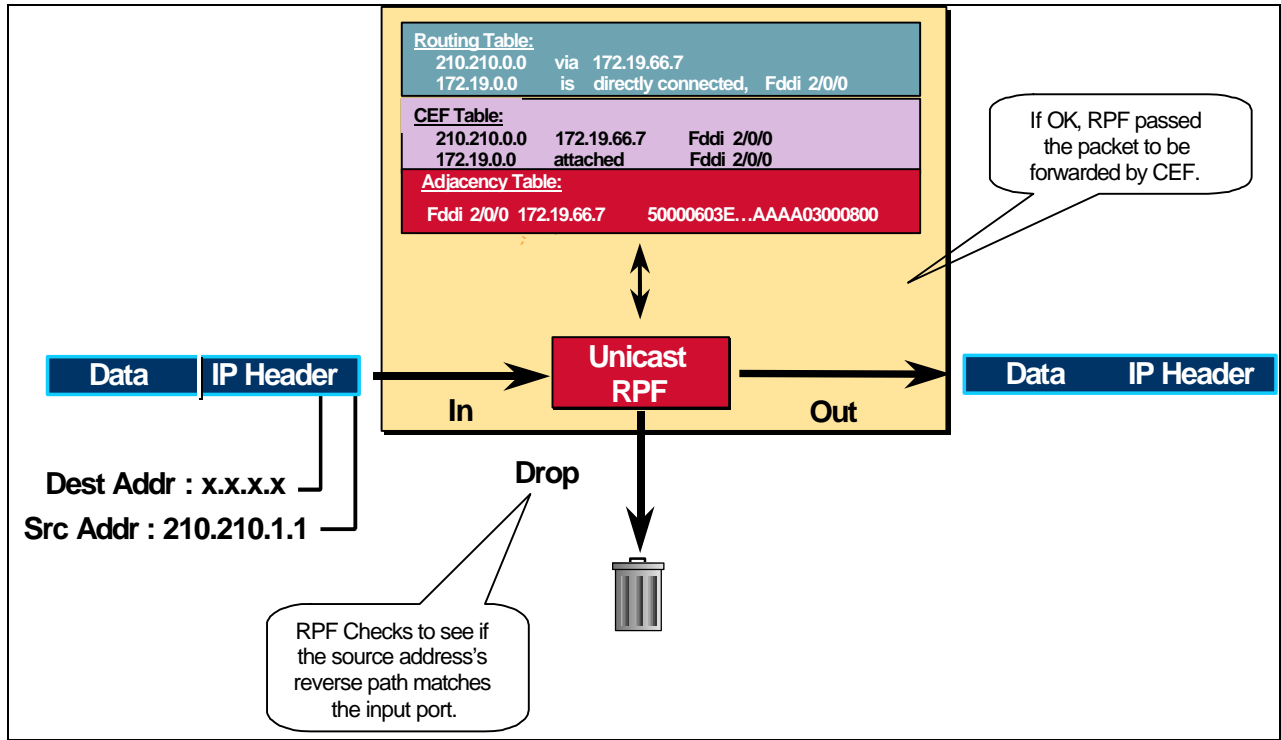 Routing Table:
210.210.0.0 via 172.19.66.7
172.19.0.0 is directly connected, Fddi 2/0/0
CEF Table:
210.210.0.0 172.19.66.7 Fddi 2/0/0
172.19.0.0 attached Fddi 2/0/0
Adjacency Table:
Fddi 2/0/0 172.19.66.7 50000603E…AAAA03000800
If OK, RPF passed
the packet to be
forwarded by CEF.
Data IP Header
Unicast
RPF
Data IP Header
In
Out
Dest Addr : x.x.x.x
Src Addr : 210.210.1.1
Drop
RPF Checks to see if
the source address’s
reverse path matches
the input port.